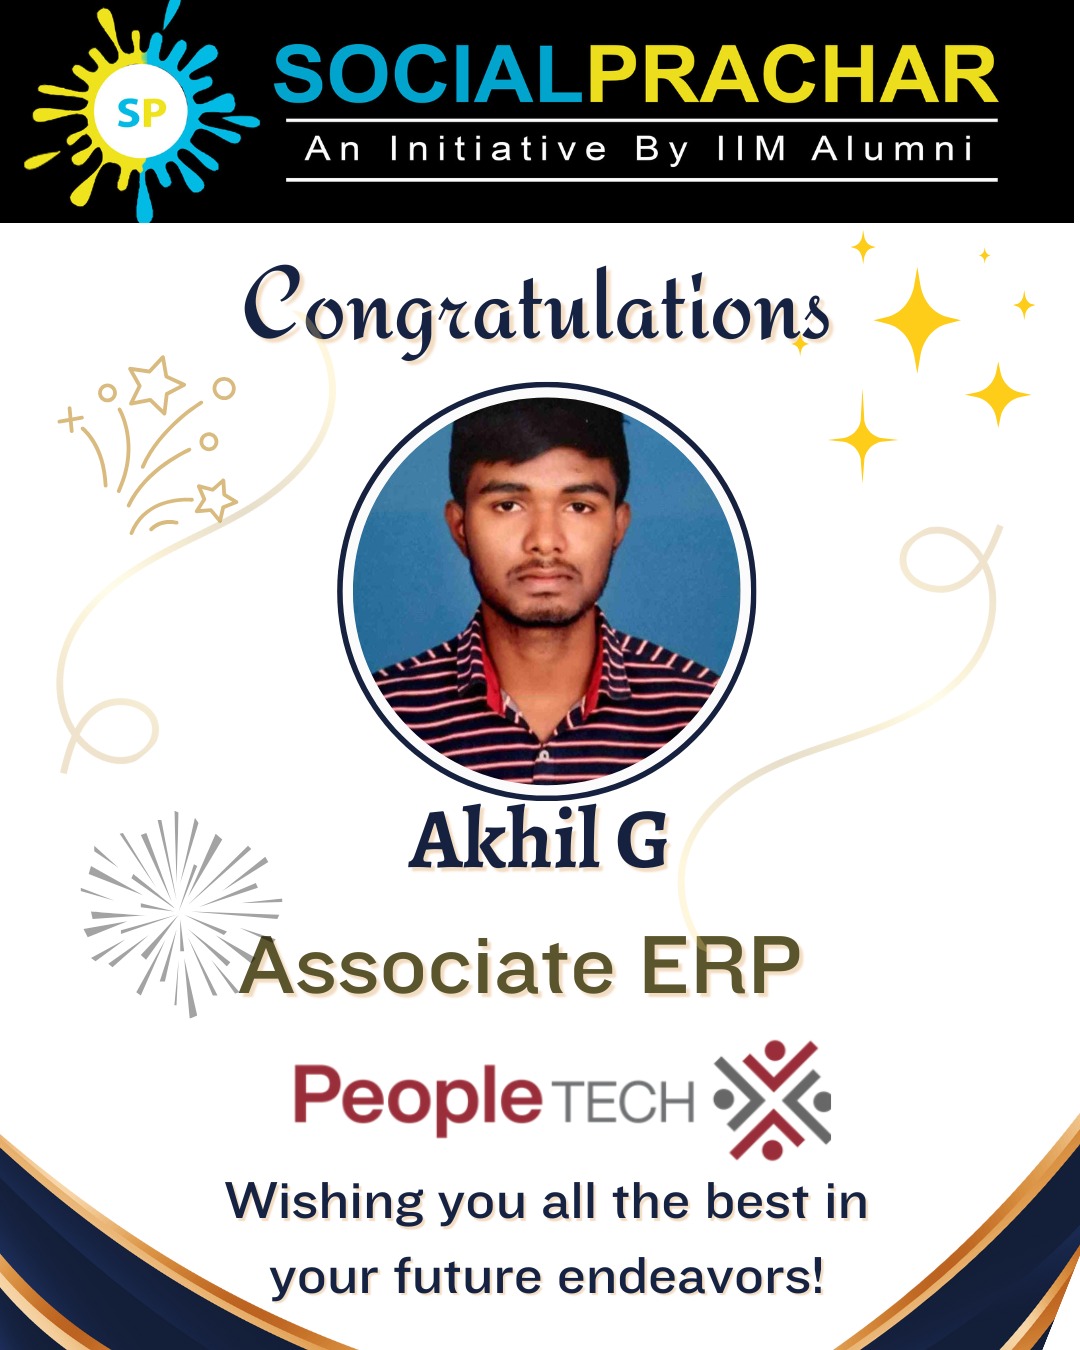 SP
SOCIALPRACHAR
An Initiative By IIM Alumni
Congratulations
Akhil G
Associate ERP
People TECH
Wishing you all the best in
your future endeavors!